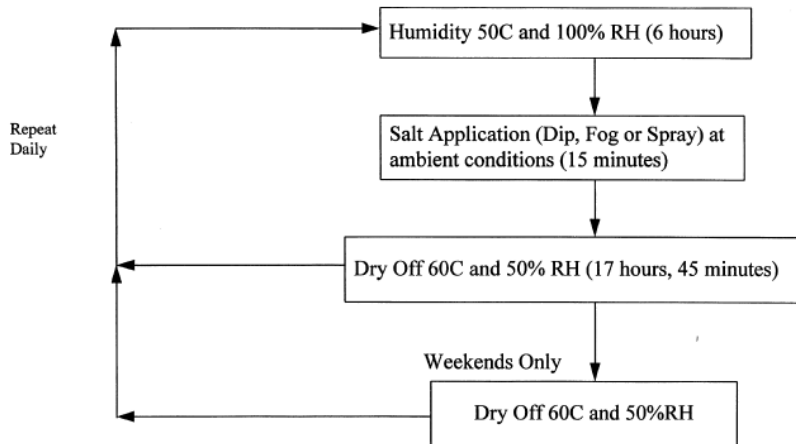 Humidity 50C and 100% RH (6 hours)
Repeat
Daily
Salt Application (Dip, Fog or Spray) at
ambient conditions (15 minutes)
Dry Off 60C and 50% RH (17 hours, 45 minutes)
Weekends Only
Dry Off 60C and 50%RH